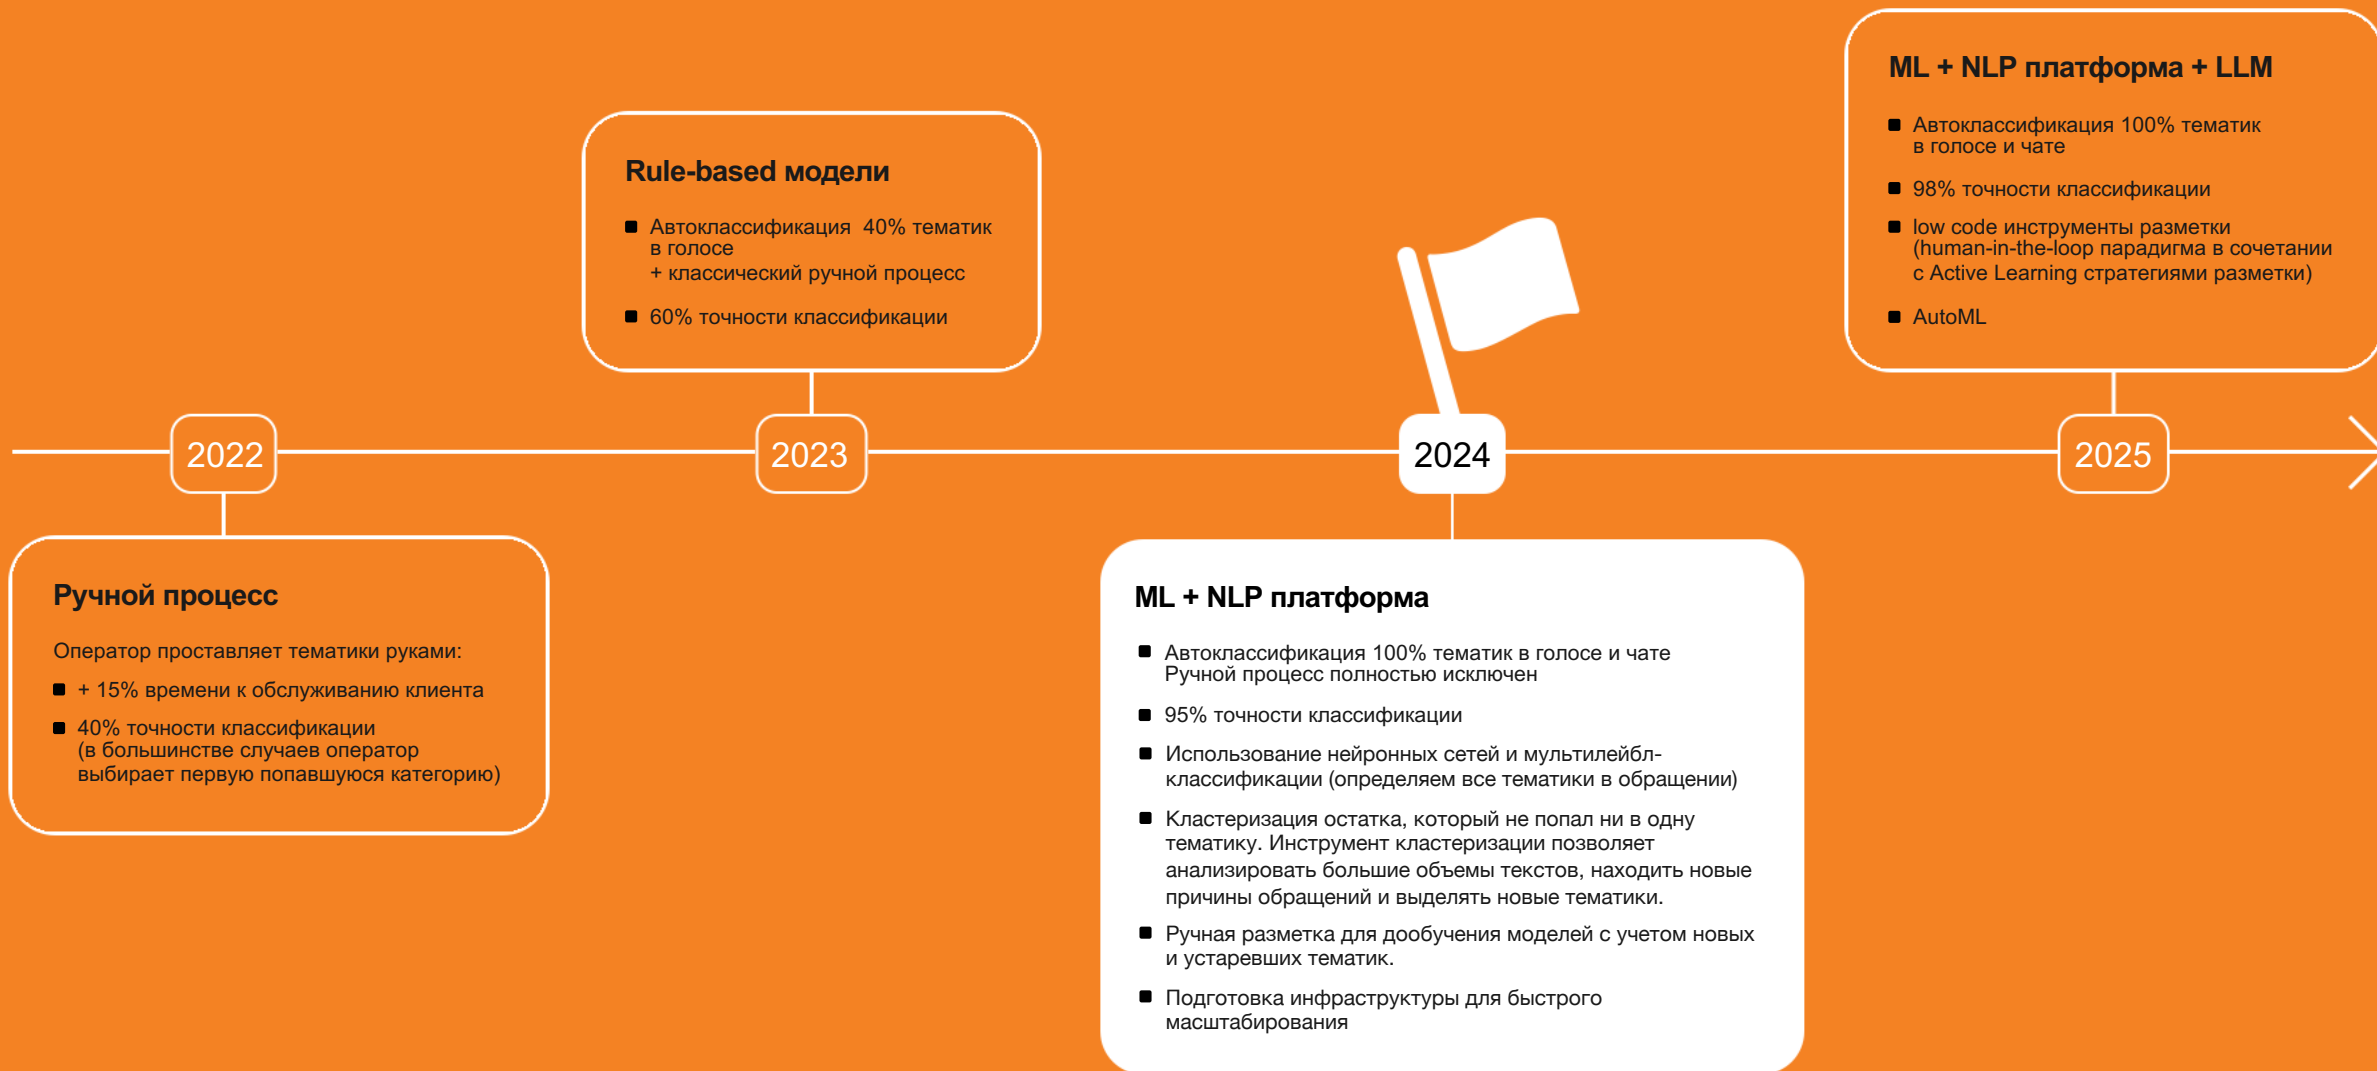 2022
Ручной процесс
Оператор проставляет тематики руками:
+ 15% времени к обслуживанию клиента
40% точности классификации
(в большинстве случаев оператор
выбирает первую попавшуюся категорию)
2023
Rule-based модели
Автоклассификация 40% тематик
в голосе
+ классический ручной процесс
60% точности классификации
2024
ML + NLP платформа
Автоклассификация 100% тематик в голосе и чате
Ручной процесс полностью исключен
95% точности классификации
Использование нейронных сетей и мультилейбл-
классификации (определяем все тематики в обращении)
Кластеризация остатка, который не попал ни в одну
тематику. Инструмент кластеризации позволяет
анализировать большие объемы текстов, находить новые
причины обращений и выделять новые тематики.
Ручная разметка для дообучения моделей с учетом новых
и устаревших тематик.
Подготовка инфраструктуры для быстрого
масштабирования
2025
ML + NLP платформа + LLM
Автоклассификация 100% тематик
в голосе и чате
98% точности классификации
low code инструменты разметки
(human-in-the-loop парадигма в сочетании
с Active Learning стратегиями разметки)
AutoML